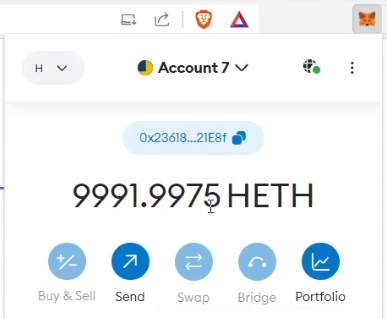 H
Account 7
0x23618...21E8f
9991.9975 HETH
Buy & Sell Send Swap Bridge Portfolio